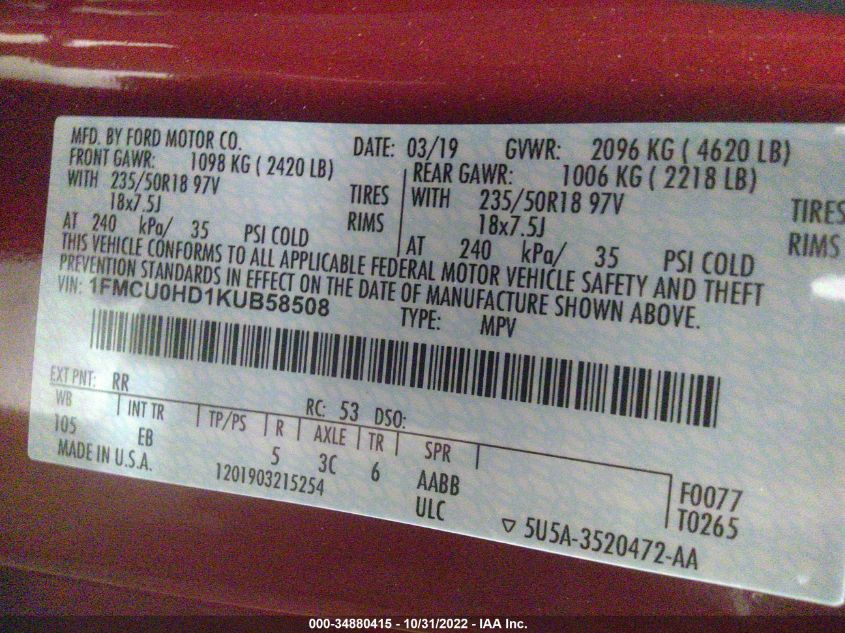 MFD. BY FORD MOTOR CO. DATE: 03/19 GVWR: 2096 KG ( 4620 LB)
FRONT GAWR: 1098 KG ( 2420 LB) REAR GAWR: 1006 KG ( 2218 LB)
WITH 235/50R18 97V TIRES WITH 235/50R18 97V TIRES
18x7.5J RIMS 18x7.5J RIMS
AT 240 kPa/ 35 PSI COLD AT 240 kPa/ 35 PSI COLD
THIS VEHICLE CONFORMS TO ALL APPLICABLE FEDERAL MOTOR VEHICLE SAFETY AND THEFT
PREVENTION STANDARDS IN EFFECT ON THE DATE OF MANUFACTURE SHOWN ABOVE.
VIN: 1FMCU0HD1KUB58508 TYPE: MPV
EXT PNT: RR RC: 53 DSO:
WB INT TR TP/PS R AXLE TR SPR
105 EB 5 3C 6 AABB F0077
MADE IN U.S.A. 1201903215254 ULC T0265
▽ 5U5A-3520472-AA
000-34880415 - 10/31/2022 - IAA Inc.